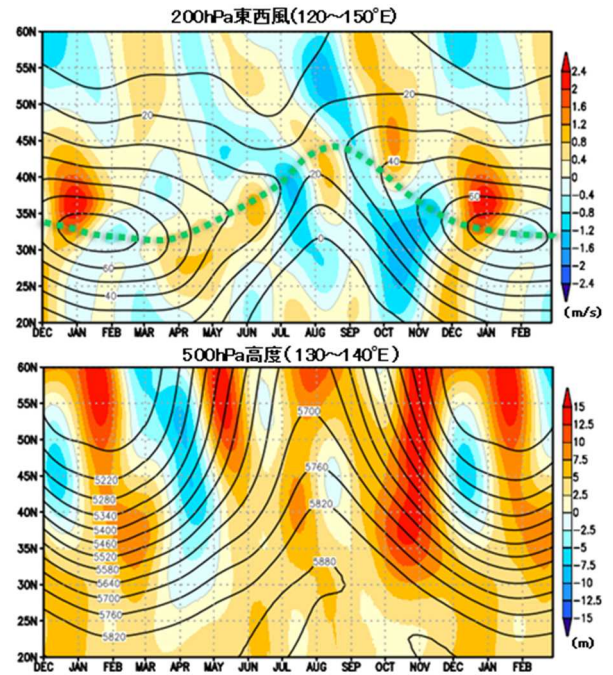 200hPa東西風(120～150°E)
60N
55N
50N
45N
40N
35N
30N
25N
20N
DEC JAN FEB MAR APR MAY JUN JUL AUG SEP OCT NOV DEC JAN FEB
20
20
40
20
60
60
40
0
2.4
2
1.6
1.2
0.8
0.4
0
-0.4
-0.8
-1.2
-1.6
-2
-2.4
(m/s)
500hPa高度(130～140°E)
60N
55N
50N
45N
40N
35N
30N
25N
20N
DEC JAN FEB MAR APR MAY JUN JUL AUG SEP OCT NOV DEC JAN FEB
5700
5760
5820
5880
5220
5280
5340
5400
5460
5520
5580
5640
5700
5760
5820
15
12.5
10
7.5
5
2.5
0
-2.5
-5
-7.5
-10
-12.5
-15
(m)